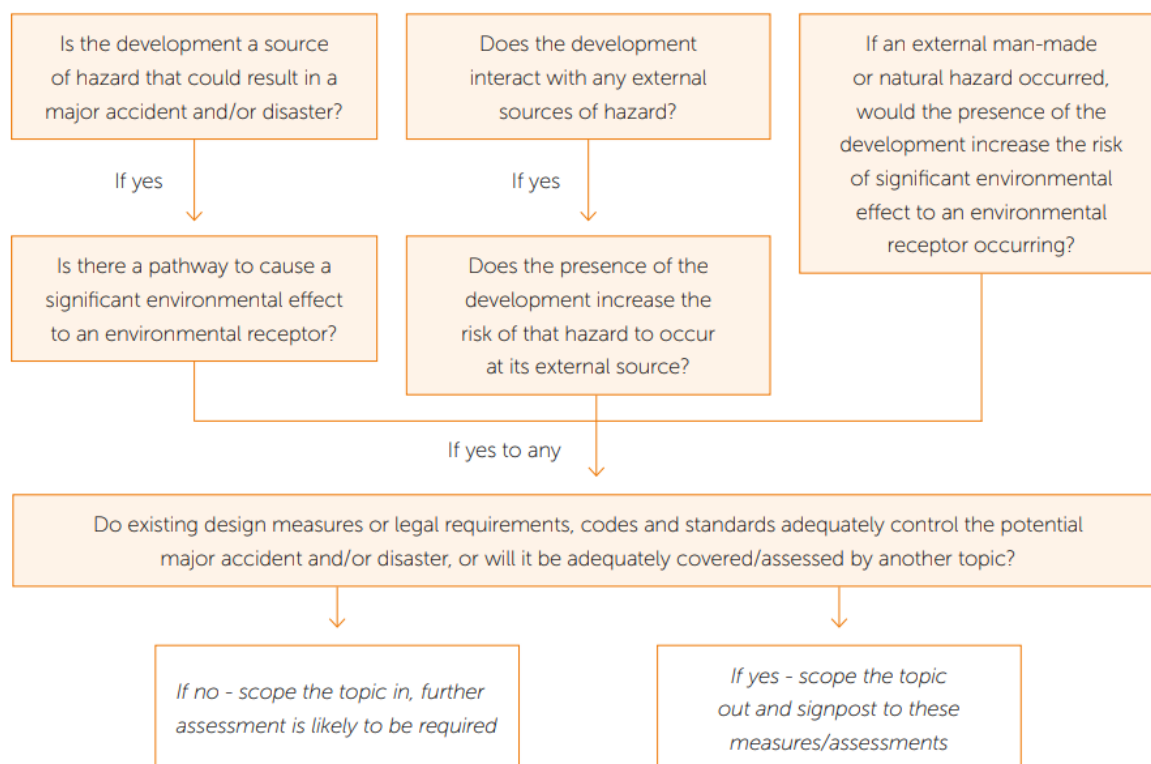 Is the development a source
of hazard that could result in a
major accident and/or disaster?
Does the development
interact with any external
sources of hazard?
If an external man-made
or natural hazard occurred,
would the presence of the
development increase the risk
of significant environmental
effect to an environmental
receptor occurring?
If yes
If yes
Is there a pathway to cause a
significant environmental effect
to an environmental receptor?
Does the presence of the
development increase the
risk of that hazard to occur
at its external source?
If yes to any
Do existing design measures or legal requirements, codes and standards adequately control the potential
major accident and/or disaster, or will it be adequately covered/assessed by another topic?
If no - scope the topic in, further
assessment is likely to be required
If yes - scope the topic
out and signpost to these
measures/assessments